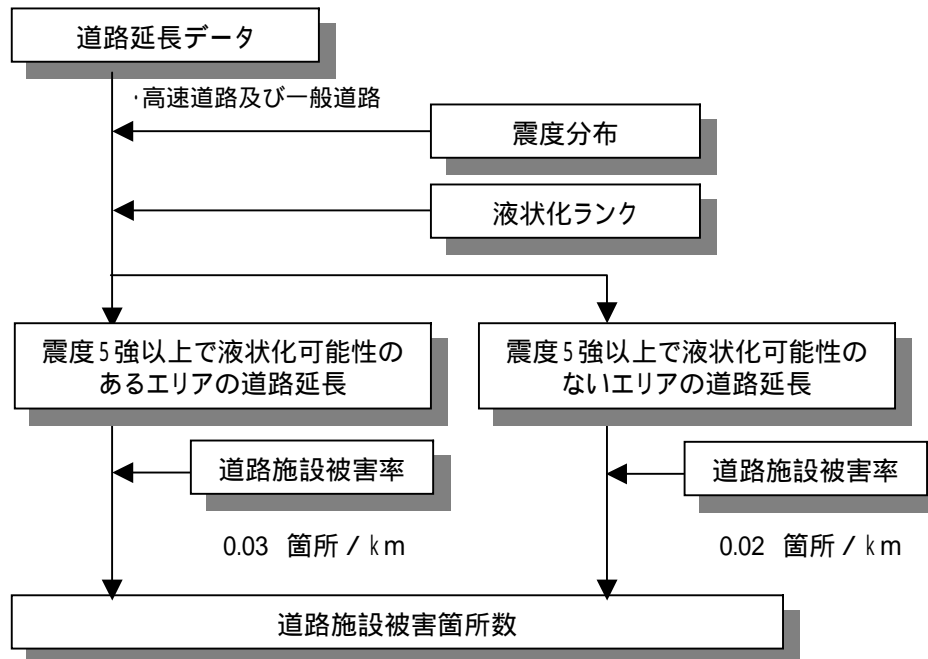 道路延長データ
・高速道路及び一般道路
震度分布
液状化ランク
震度5強以上で液状化可能性の
あるエリアの道路延長
震度5強以上で液状化可能性の
ないエリアの道路延長
道路施設被害率
道路施設被害率
0.03 箇所/km
0.02 箇所/km
道路施設被害箇所数